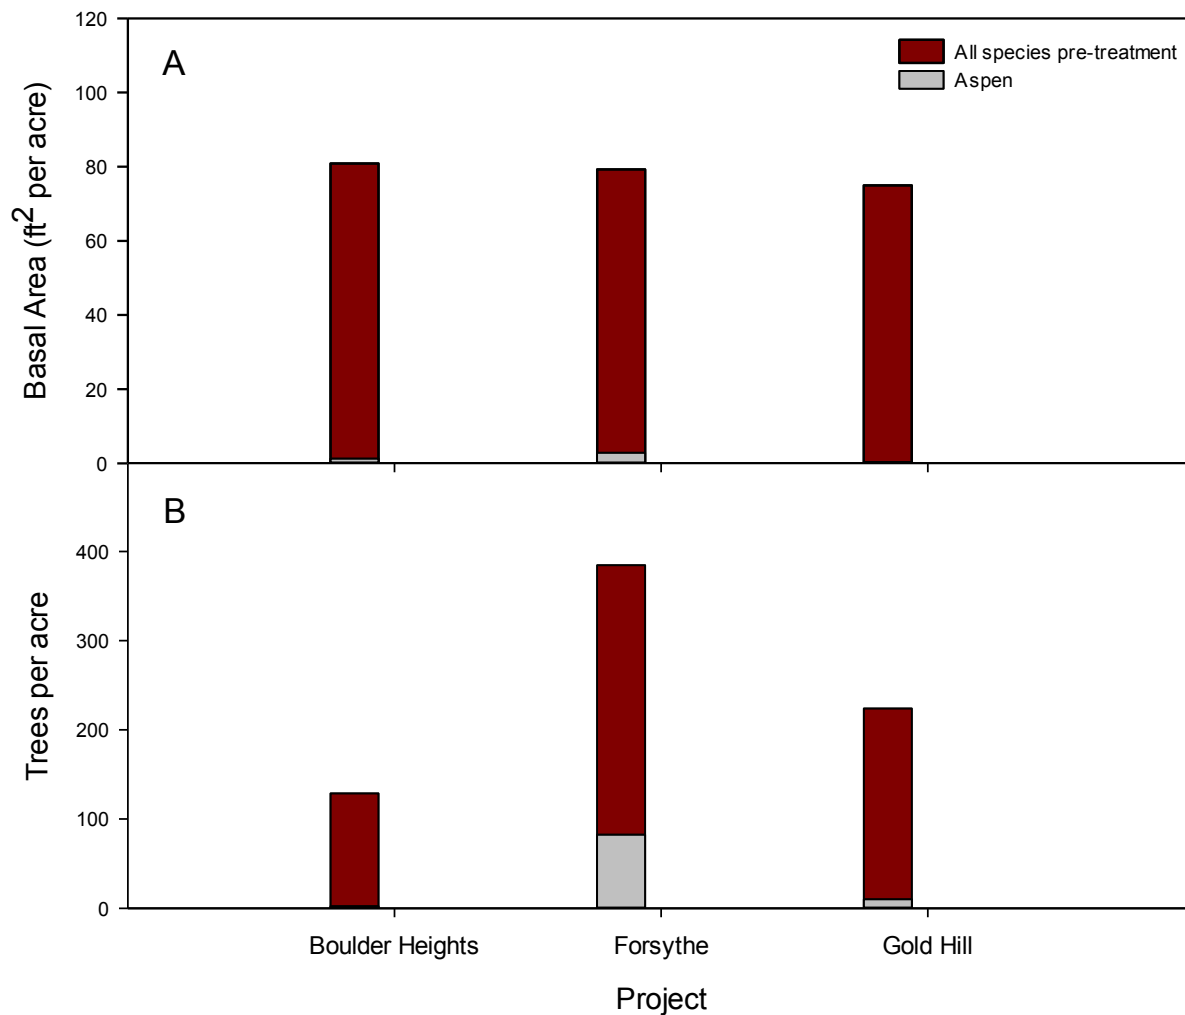 A
All species pre-treatment
Aspen
Basal Area (ft² per acre)
120
100
80
60
40
20
0
B
Trees per acre
400
300
200
100
0
Boulder Heights Forsythe Gold Hill
Project